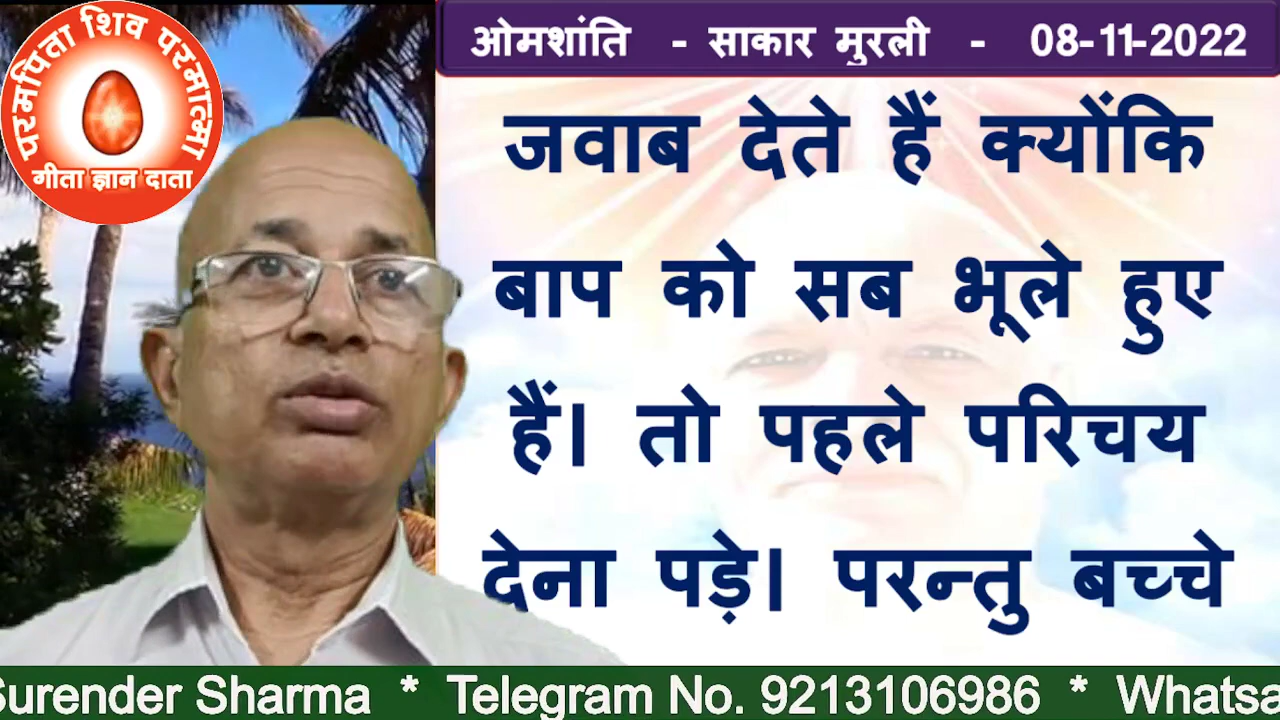 परमपिता शिव परमात्मा
गीता ज्ञान दाता
ओमशांति - साकार मुरली - 08-11-2022
जवाब देते हैं क्योंकि
बाप को सब भूले हुए
हैं। तो पहले परिचय
देना पड़े। परन्तु बच्चे
Surender Sharma * Telegram No. 9213106986 * Whatsa